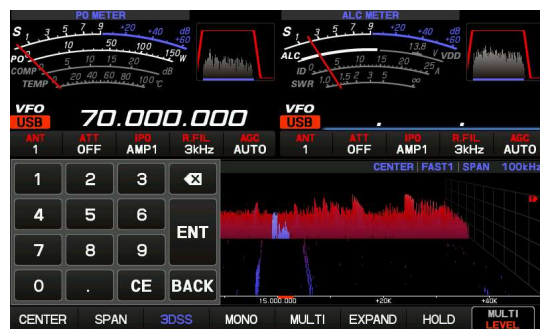 PO METER
ALC METER
S 1 3 5 7 9 +20 +40 +60 dB
S 1 3 5 7 9 +20 +40 +60 dB
PO 10 50 100 150 W
ALC 13.8 V VDD
COMP 5 10 15 20 dB
ID 0 5 10 15 20 25 A
TEMP 20 40 60 80 100 °C
SWR 1.0 1.5 2 3 5 ∞
VFO
VFO
USB 70.000.000
USB . .
ANT ATT IPO R.FIL AGC
ANT ATT IPO R.FIL AGC
1 OFF AMP1 3kHz AUTO
1 OFF AMP1 3kHz AUTO
CENTER | FAST1 | SPAN 100kHz
1 2 3
4 5 6 ENT
7 8 9
0 . CE BACK
15.000 000 +20K +40K
CENTER SPAN 3DSS MONO MULTI EXPAND HOLD MULTI
LEVEL